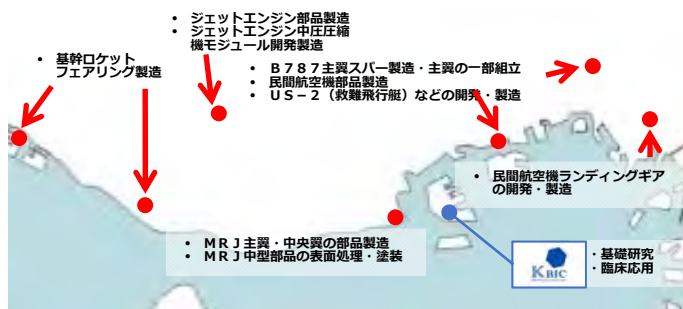 • ジェットエンジン部品製造
• ジェットエンジン中圧圧縮
機モジュール開発製造
• 基幹ロケット
フェアリング製造
• B787主翼スパー製造・主翼の一部組立
• 民間航空機部品製造
• US-2（救難飛行艇）などの開発・製造
• 民間航空機ランディングギア
の開発・製造
• MRJ主翼・中央翼の部品製造
• MRJ中型部品の表面処理・塗装
KBIC
・基礎研究
・臨床応用